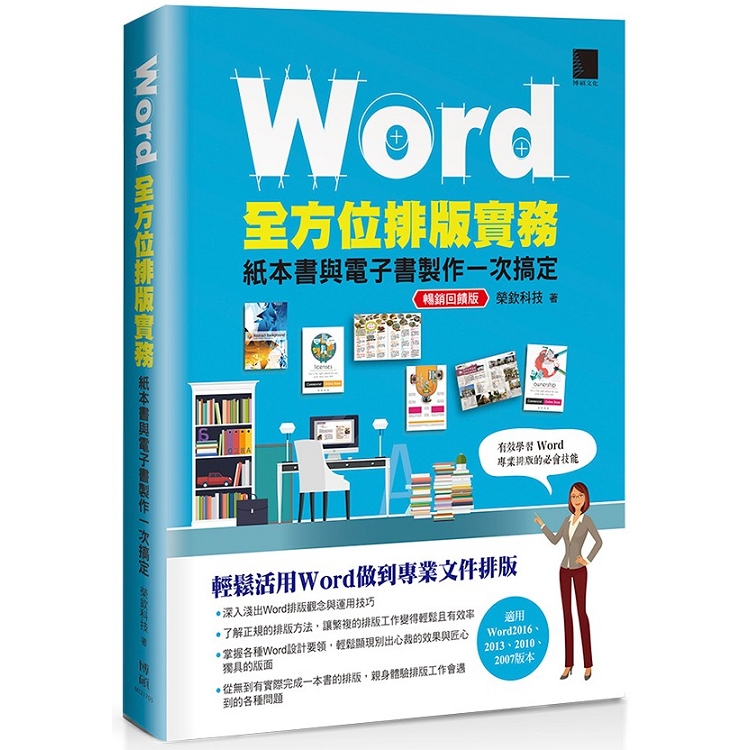 博碩文化
Word
全方位排版實務
紙本書與電子書製作一次搞定
暢銷回饋版 榮欽科技 著
licenses
ownership
有效學習 Word
專業排版的必會技能
輕鬆活用Word做到專業文件排版
•深入淺出Word排版觀念與運用技巧
•了解正規的排版方法，讓繁複的排版工作變得輕鬆且有效率
•掌握各種Word設計要領，輕鬆顯現別出心裁的效果與匠心
獨具的版面
•從無到有實際完成一本書的排版，親身體驗排版工作會遇
到的各種問題
適用
Word2016、
2013、2010、
2007版本
Word 全方位排版實務
紙本書與電子書製作一次搞定
榮欽科技 著
博碩